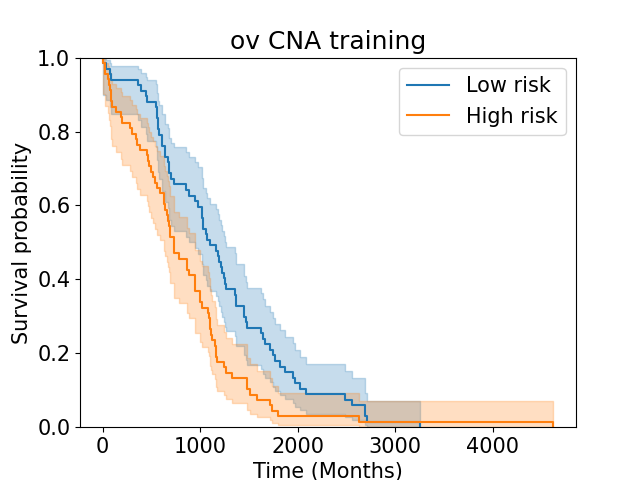 ov CNA training
Low risk
High risk
Survival probability
1.0
0.8
0.6
0.4
0.2
0.0
0 1000 2000 3000 4000
Time (Months)